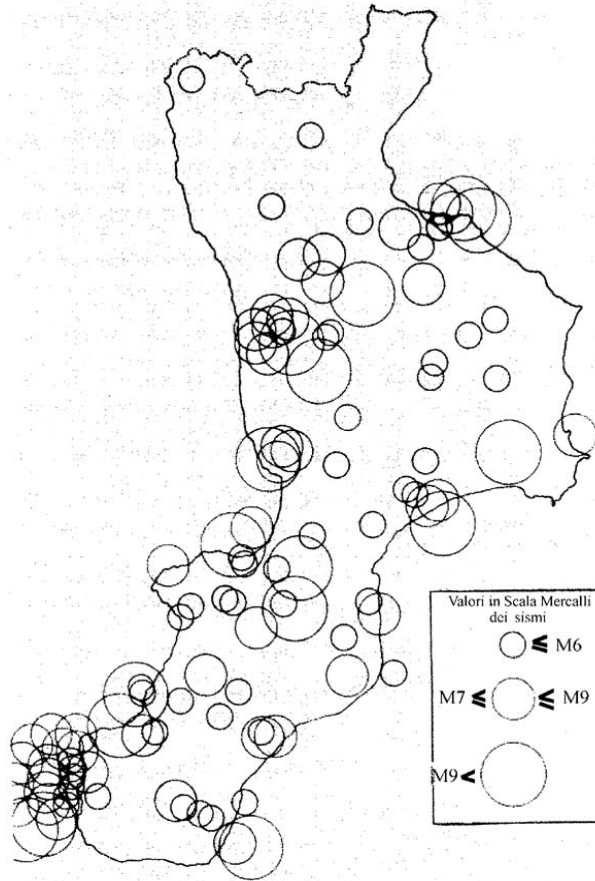 Valori in Scala Mercalli
dei sismi
≤ M6
M7 ≤ ≤ M9
M9 <